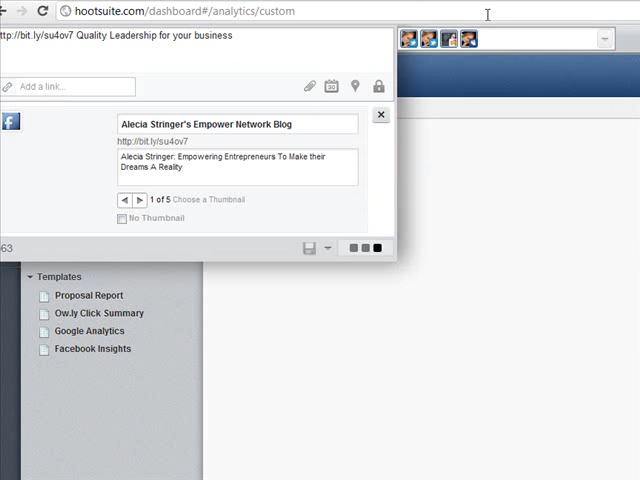 hootsuite.com/dashboard#/analytics/custom
ttp://bit.ly/su4ov7 Quality Leadership for your business
Add a link...
Alecia Stringer's Empower Network Blog
http://bit.ly/su4ov7
Alecia Stringer: Empowering Entrepreneurs To Make their
Dreams A Reality
1 of 5 Choose a Thumbnail
No Thumbnail
63
Templates
Proposal Report
Ow.ly Click Summary
Google Analytics
Facebook Insights